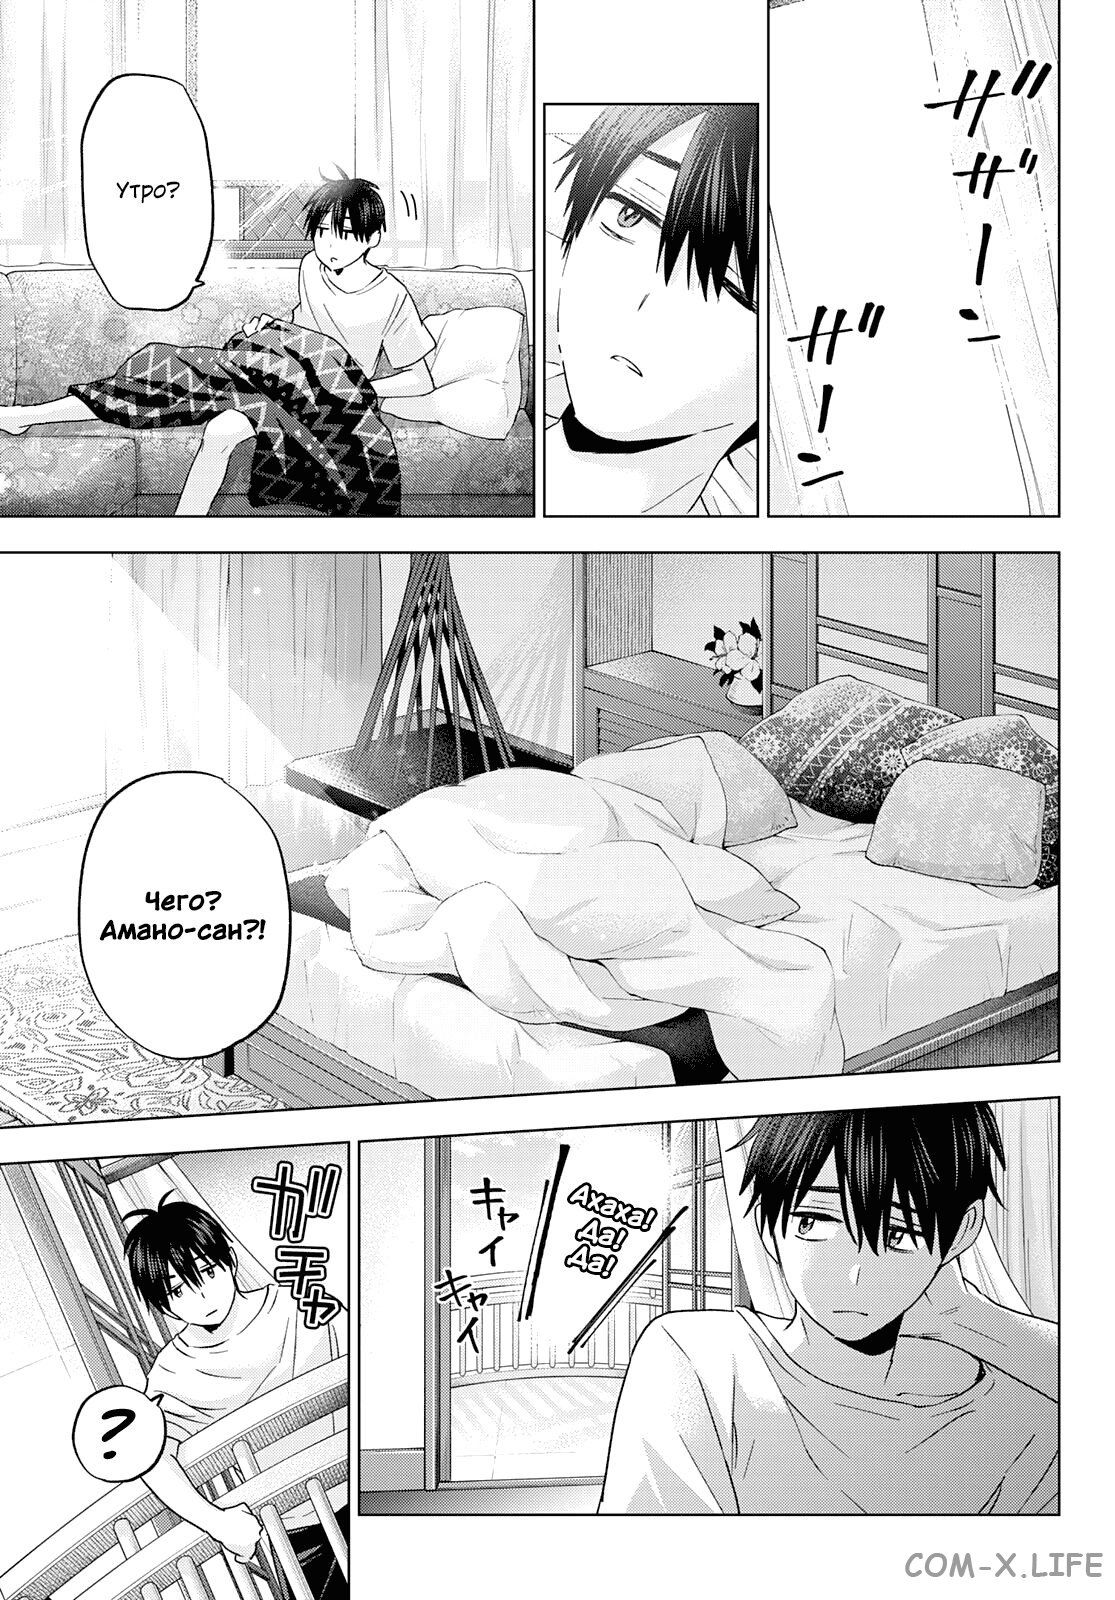 ザザーン
ザザーン
Утро?
Чего?
Амано-сан?!
Ахаха!
Да!
Да!
キャイ
キャイ
ガチャ
?
COM-X.LIFE